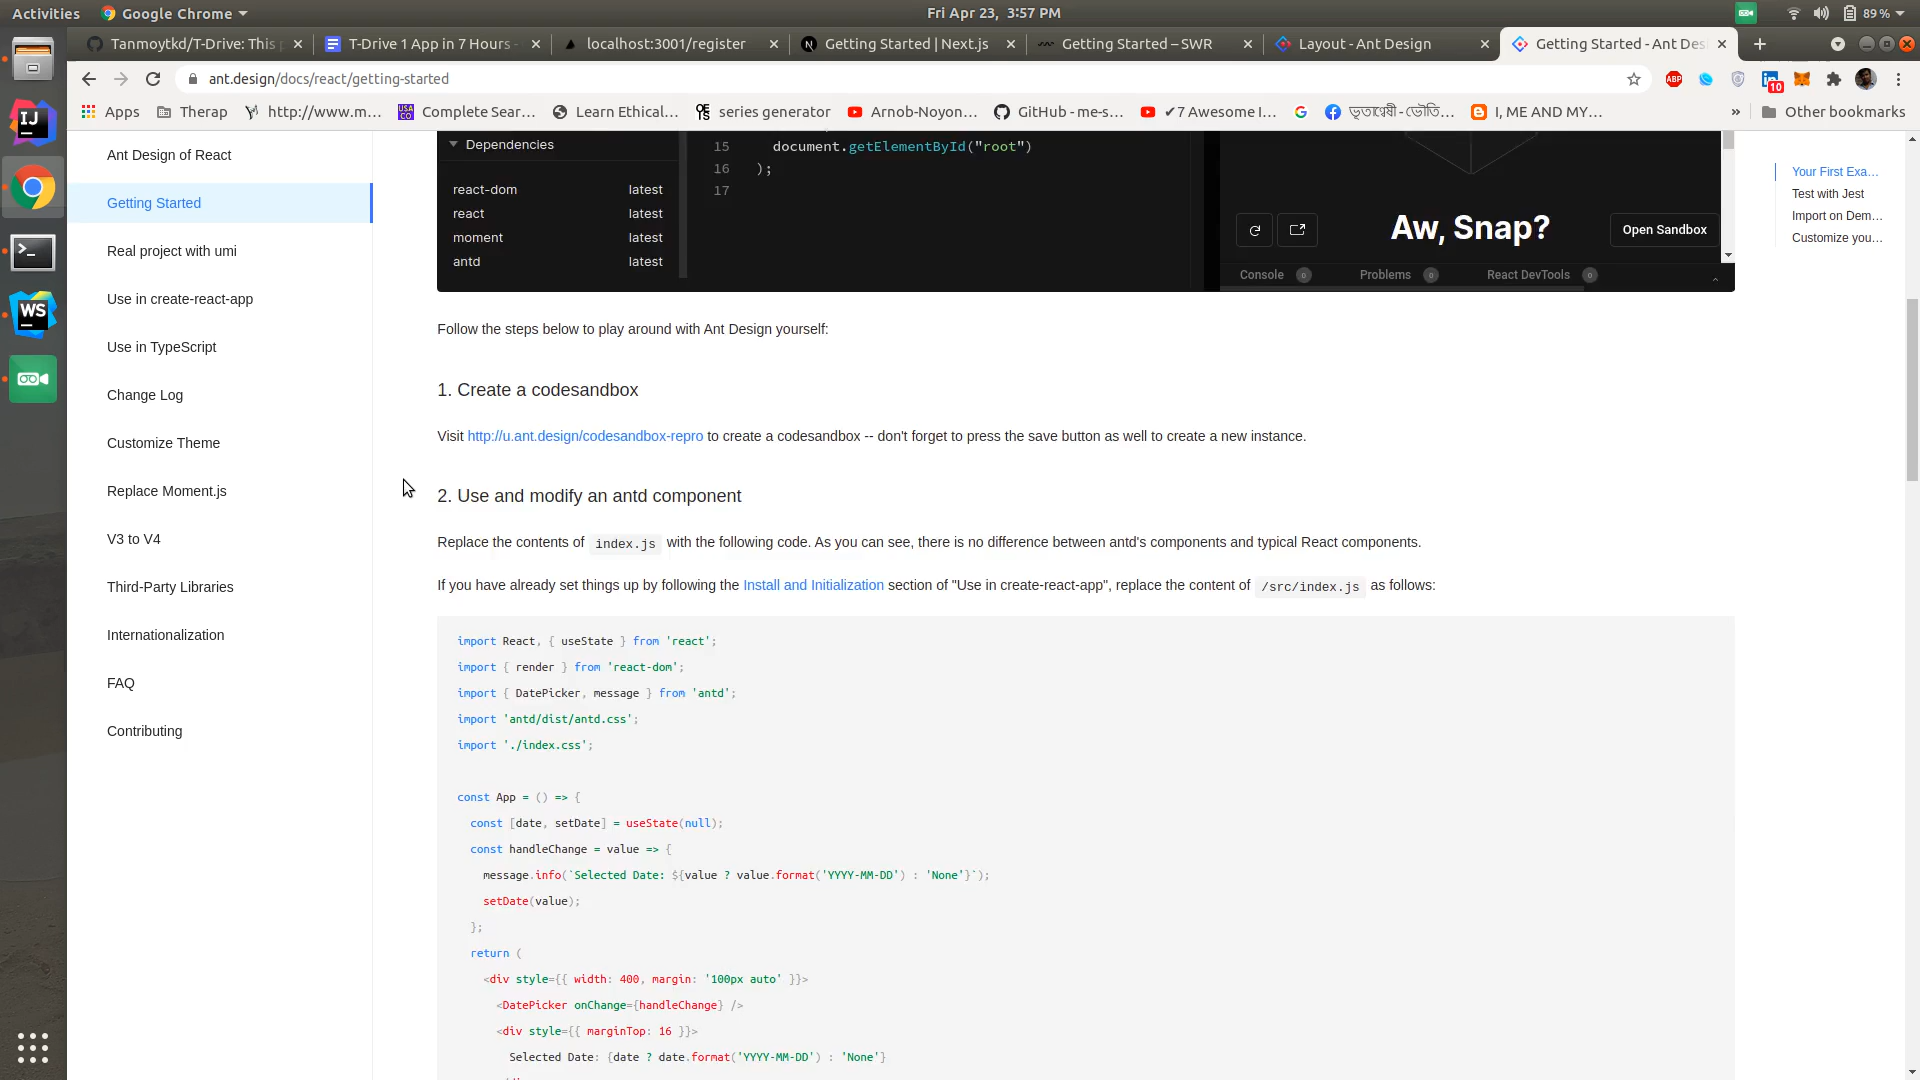 Activities Google Chrome Fri Apr 23, 3:57 PM 89 %
Tanmoytkd/T-Drive: This p T-Drive 1 App in 7 Hours - localhost:3001/register Getting Started | Next.js Getting Started – SWR Layout - Ant Design Getting Started - Ant Des
ant.design/docs/react/getting-started ABP in 10
Apps Therap http://www.m... USA CO Complete Sear... Learn Ethical... series generator Arnob-Noyon... GitHub - me-s... ✔7 Awesome I... I, ME AND MY... » Other bookmarks
IJ
WS
Ant Design of React
Getting Started
Real project with umi
Use in create-react-app
Use in TypeScript
Change Log
Customize Theme
Replace Moment.js
V3 to V4
Third-Party Libraries
Internationalization
FAQ
Contributing
Dependencies
react-dom latest
react latest
moment latest
antd latest
15 document.getElementById("root")
16 );
17
Aw, Snap?
Open Sandbox
Console 0 Problems 0 React DevTools 0
Your First Exa...
Test with Jest
Import on Dem...
Customize you...
Follow the steps below to play around with Ant Design yourself:
1. Create a codesandbox
Visit http://u.ant.design/codesandbox-repro to create a codesandbox -- don't forget to press the save button as well to create a new instance.
2. Use and modify an antd component
Replace the contents of index.js with the following code. As you can see, there is no difference between antd's components and typical React components.
If you have already set things up by following the Install and Initialization section of "Use in create-react-app", replace the content of /src/index.js as follows:
import React, { useState } from 'react';
import { render } from 'react-dom';
import { DatePicker, message } from 'antd';
import 'antd/dist/antd.css';
import './index.css';
const App = () => {
const [date, setDate] = useState(null);
const handleChange = value => {
message.info(`Selected Date: ${value ? value.format('YYYY-MM-DD') : 'None'}`);
setDate(value);
};
return (
<div style={{ width: 400, margin: '100px auto' }}>
<DatePicker onChange={handleChange} />
<div style={{ marginTop: 16 }}>
Selected Date: {date ? date.format('YYYY-MM-DD') : 'None'}